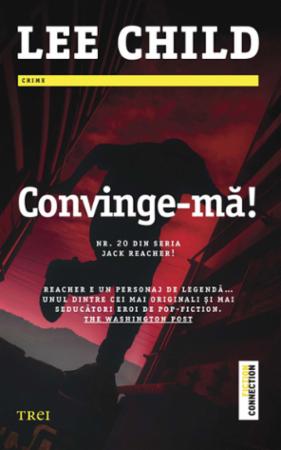 LEE CHILD
CRIME
Convinge-mă!
NR. 20 DIN SERIA
JACK REACHER!
REACHER E UN PERSONAJ DE LEGENDĂ...
UNUL DINTRE CEI MAI ORIGINALI ȘI MAI
SEDUCĂTORI EROI DE POP-FICTION.
THE WASHINGTON POST
FICTION
CONNECTION
TREI